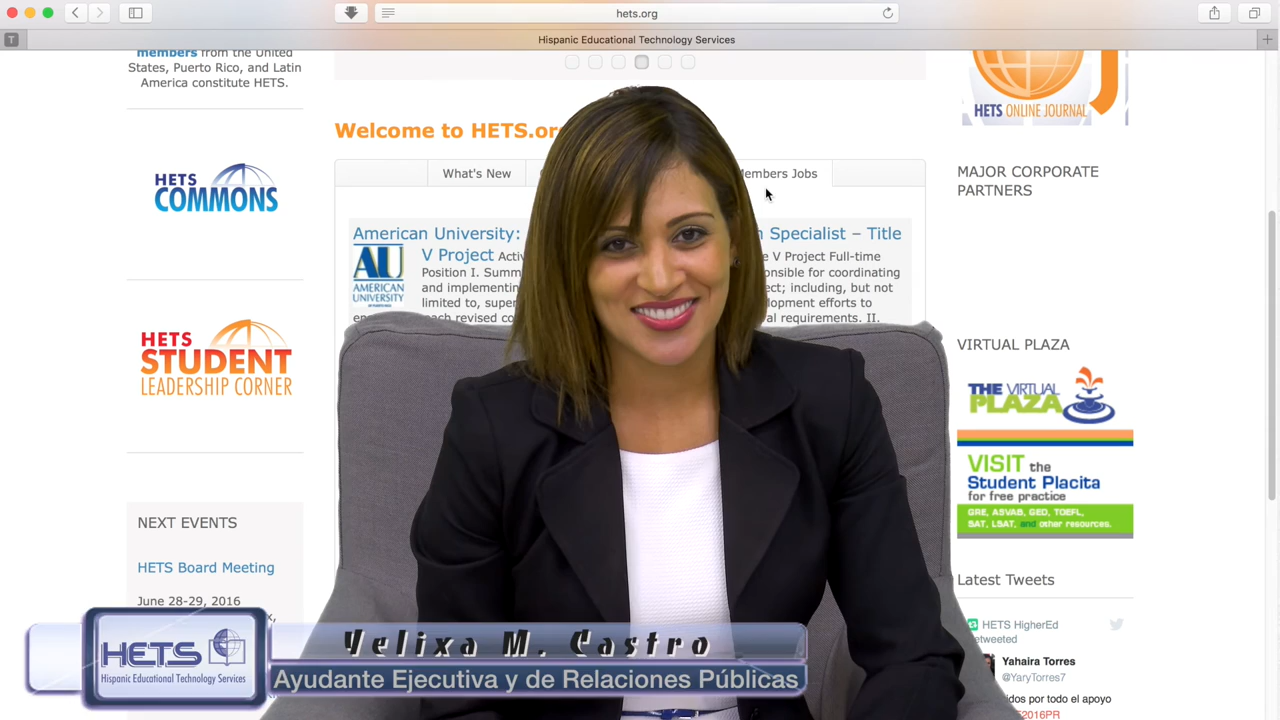 hets.org
Hispanic Educational Technology Services
members from the United
States, Puerto Rico, and Latin
America constitute HETS.
HETS
COMMONS
HETS
STUDENT
LEADERSHIP CORNER
NEXT EVENTS
HETS Board Meeting
June 28-29, 2016
Welcome to HETS.or
What's New
Members Jobs
American University:
n Specialist – Title
V Project
e V Project Full-time
AU
AMERICAN
UNIVERSITY
Position I. Summ
ponsible for coordinating
and implementin
ect; including, but not
limited to, super
lopment efforts to
each revised co
al requirements. II.
HETS ONLINE JOURNAL
MAJOR CORPORATE
PARTNERS
VIRTUAL PLAZA
THE VIRTUAL
PLAZA
VISIT the
Student Placita
for free practice
GRE, ASVAB, GED, TOEFL,
SAT, LSAT, and other resources.
Latest Tweets
HETS HigherEd
etweeted
Yahaira Torres
@YaryTorres7
idos por todo el apoyo
2016PR
HETS
Hispanic Educational Technology Services
Yelixa M. Castro
Ayudante Ejecutiva y de Relaciones Públicas